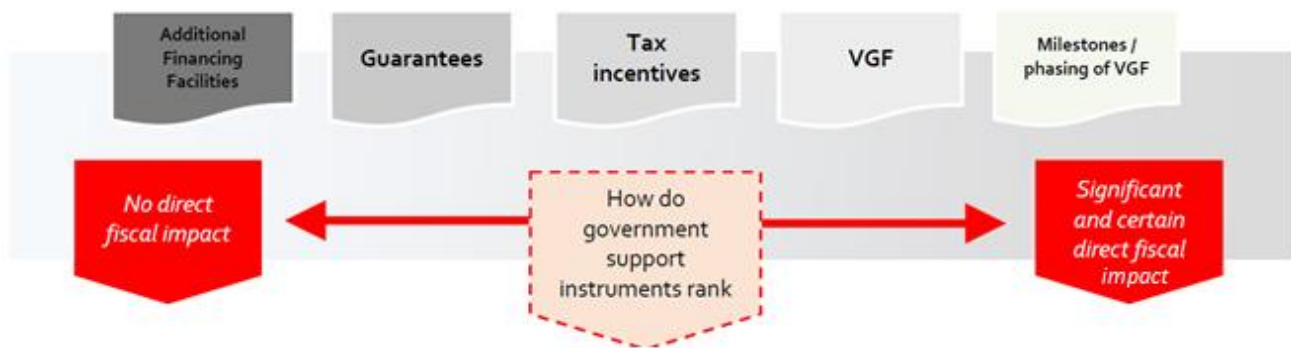 Additional
Financing
Facilities
Guarantees
Tax
incentives
VGF
Milestones /
phasing of VGF
No direct
fiscal impact
How do
government
support
instruments rank
Significant
and certain
direct fiscal
impact